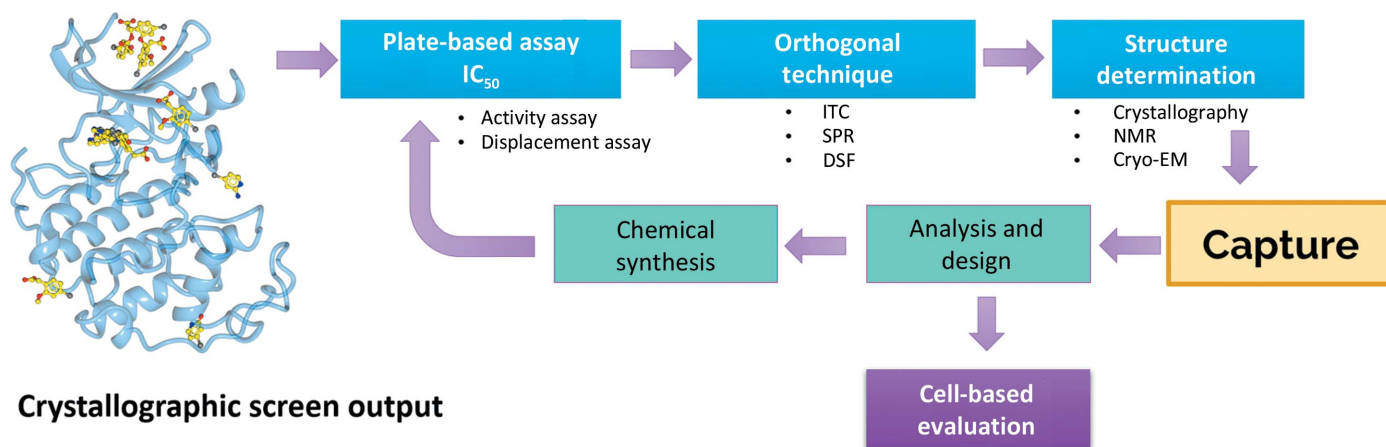 Plate-based assay
IC50
• Activity assay
• Displacement assay
Orthogonal
technique
• ITC
• SPR
• DSF
Structure
determination
• Crystallography
• NMR
• Cryo-EM
Capture
Analysis and
design
Chemical
synthesis
Cell-based
evaluation
Crystallographic screen output